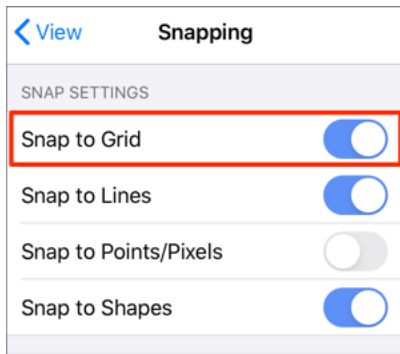 View Snapping
SNAP SETTINGS
Snap to Grid
Snap to Lines
Snap to Points/Pixels
Snap to Shapes